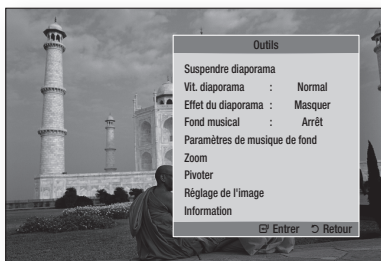 Outils
Suspendre diaporama
Vit. diaporama : Normal
Effet du diaporama : Masquer
Fond musical : Arrêt
Paramètres de musique de fond
Zoom
Pivoter
Règlage de l'image
Information
Entrer Retour